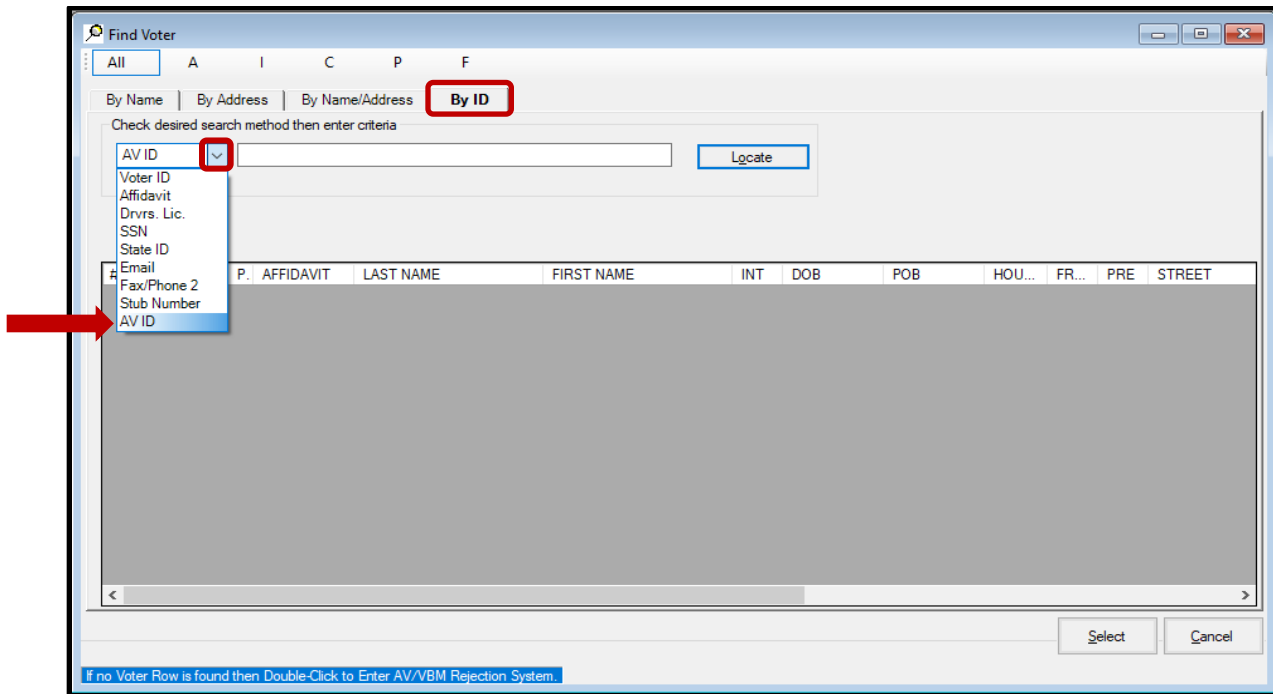 Find Voter
All A I C P F
By Name By Address By Name/Address By ID
Check desired search method then enter criteria
AV ID Locate
Voter ID
Affidavit
Drvrs. Lic.
SSN
State ID
Email
Fax/Phone 2
Stub Number
AV ID
# P. AFFIDAVIT LAST NAME FIRST NAME INT DOB POB HOU... FR... PRE STREET
Select Cancel
If no Voter Row is found then Double-Click to Enter AV/VBM Rejection System.